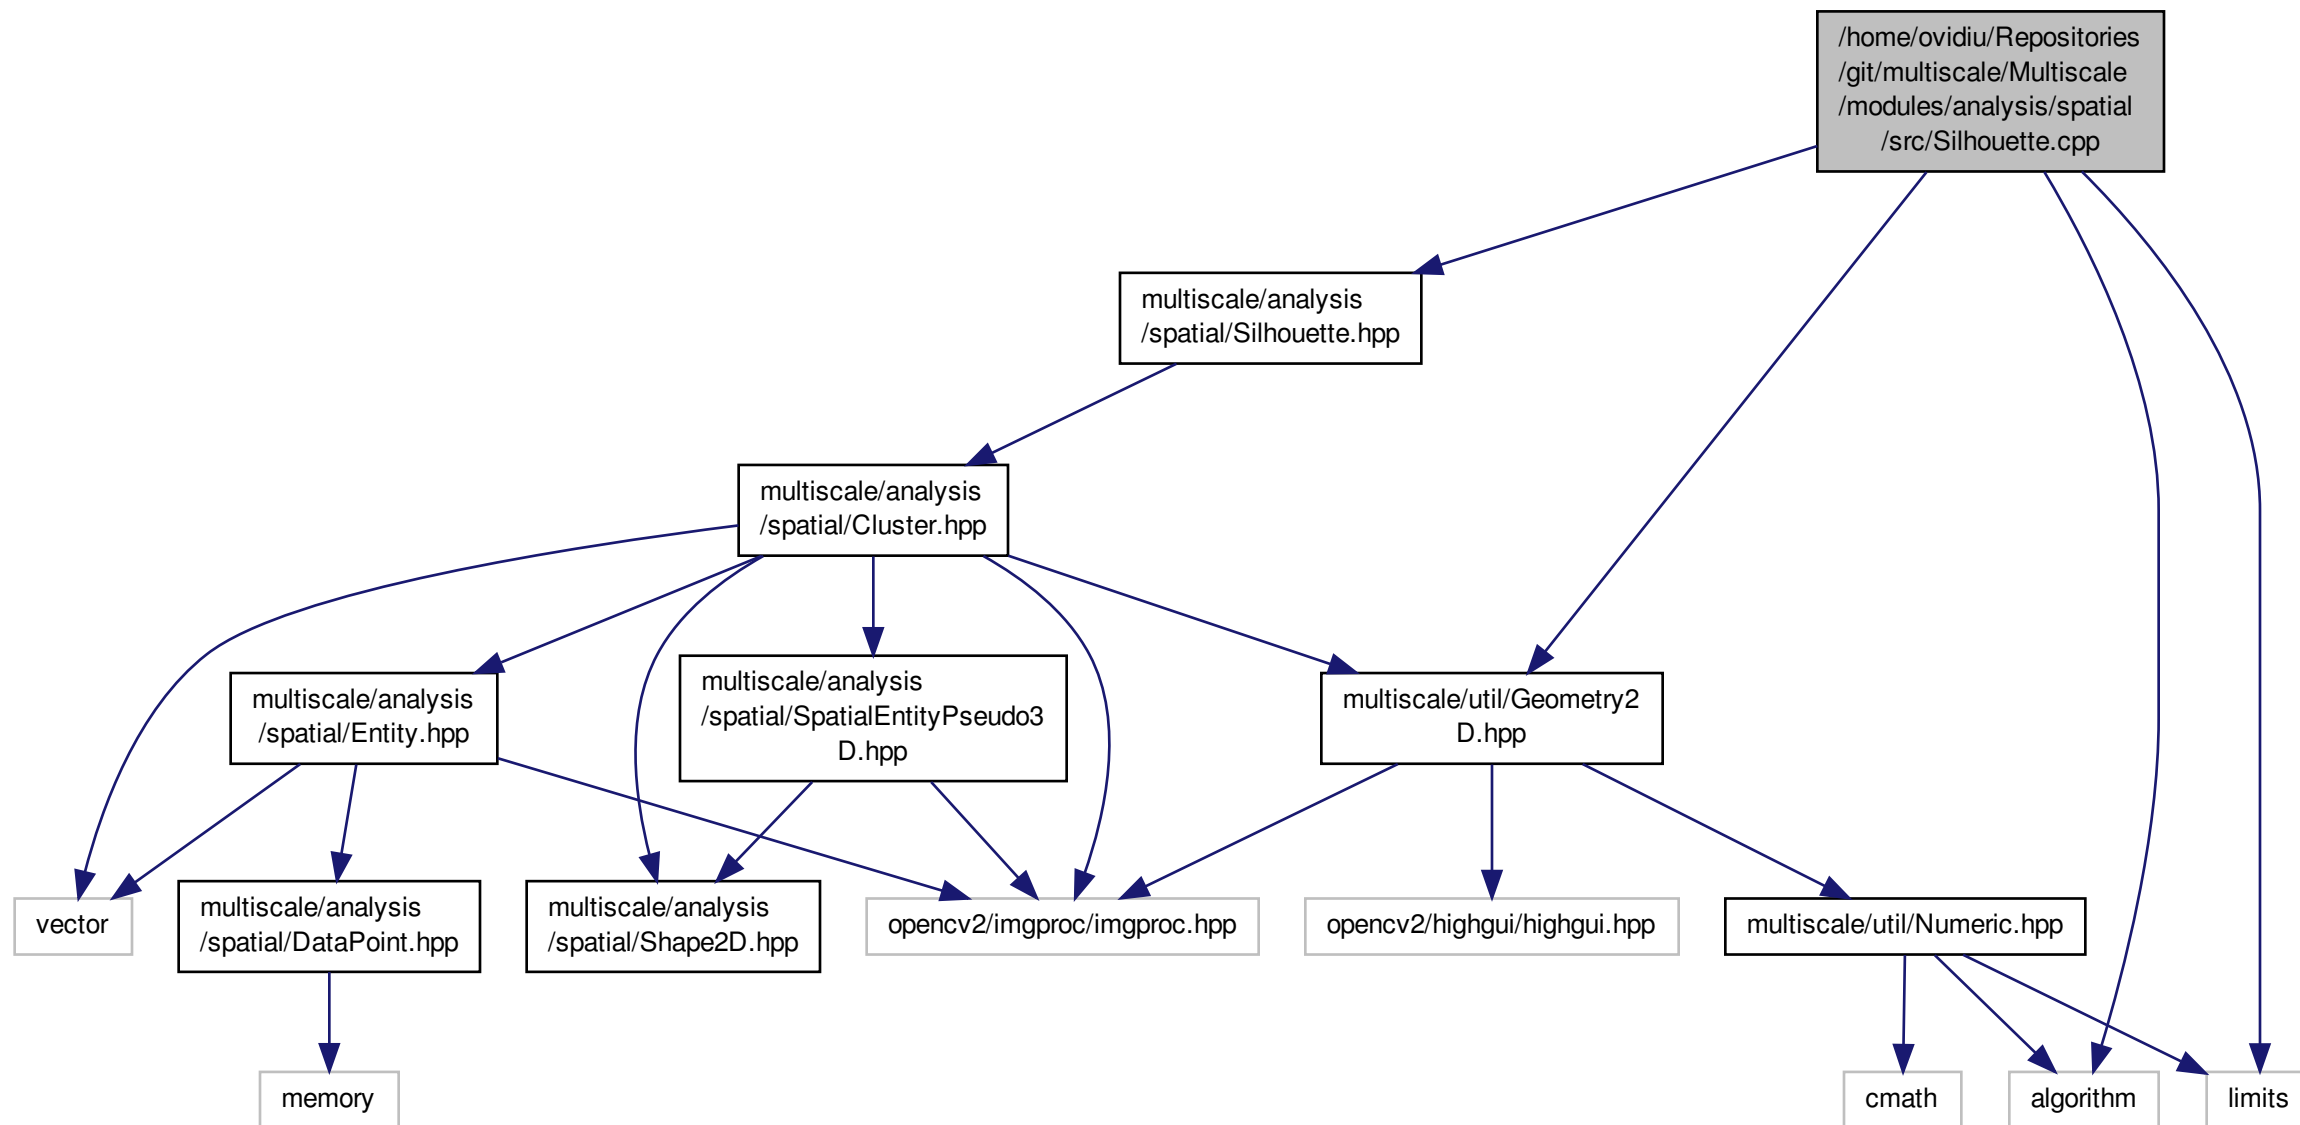 /home/ovidiu/Repositories
/git/multiscale/Multiscale
/modules/analysis/spatial
/src/Silhouette.cpp
multiscale/analysis
/spatial/Silhouette.hpp
multiscale/analysis
/spatial/Cluster.hpp
multiscale/analysis
/spatial/Entity.hpp
multiscale/analysis
/spatial/SpatialEntityPseudo3
D.hpp
multiscale/util/Geometry2
D.hpp
vector
multiscale/analysis
/spatial/DataPoint.hpp
multiscale/analysis
/spatial/Shape2D.hpp
opencv2/imgproc/imgproc.hpp
opencv2/highgui/highgui.hpp
multiscale/util/Numeric.hpp
memory
cmath
algorithm
limits